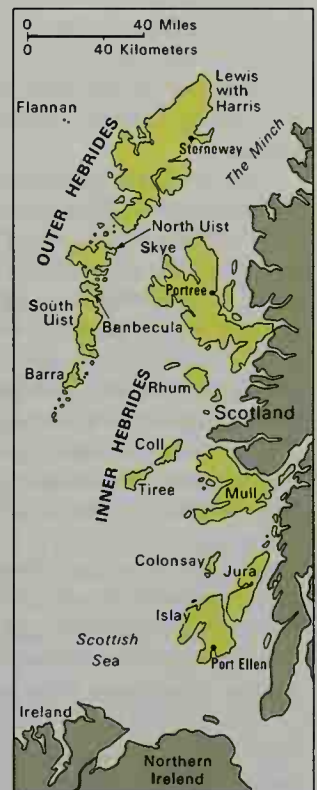 0 40 Miles
0 40 Kilometers
Lewis
with
Harris
Flannan
Stornoway
The Minch
OUTER HEBRIDES
North Uist
Skye
Portree
South
Uist
Banbecula
Barra
Rhum
Scotland
INNER HEBRIDES
Coll
Tiree
Mull
Colonsay
Jura
Islay
Scottish
Sea
Port Ellen
Ireland
Northern
Ireland